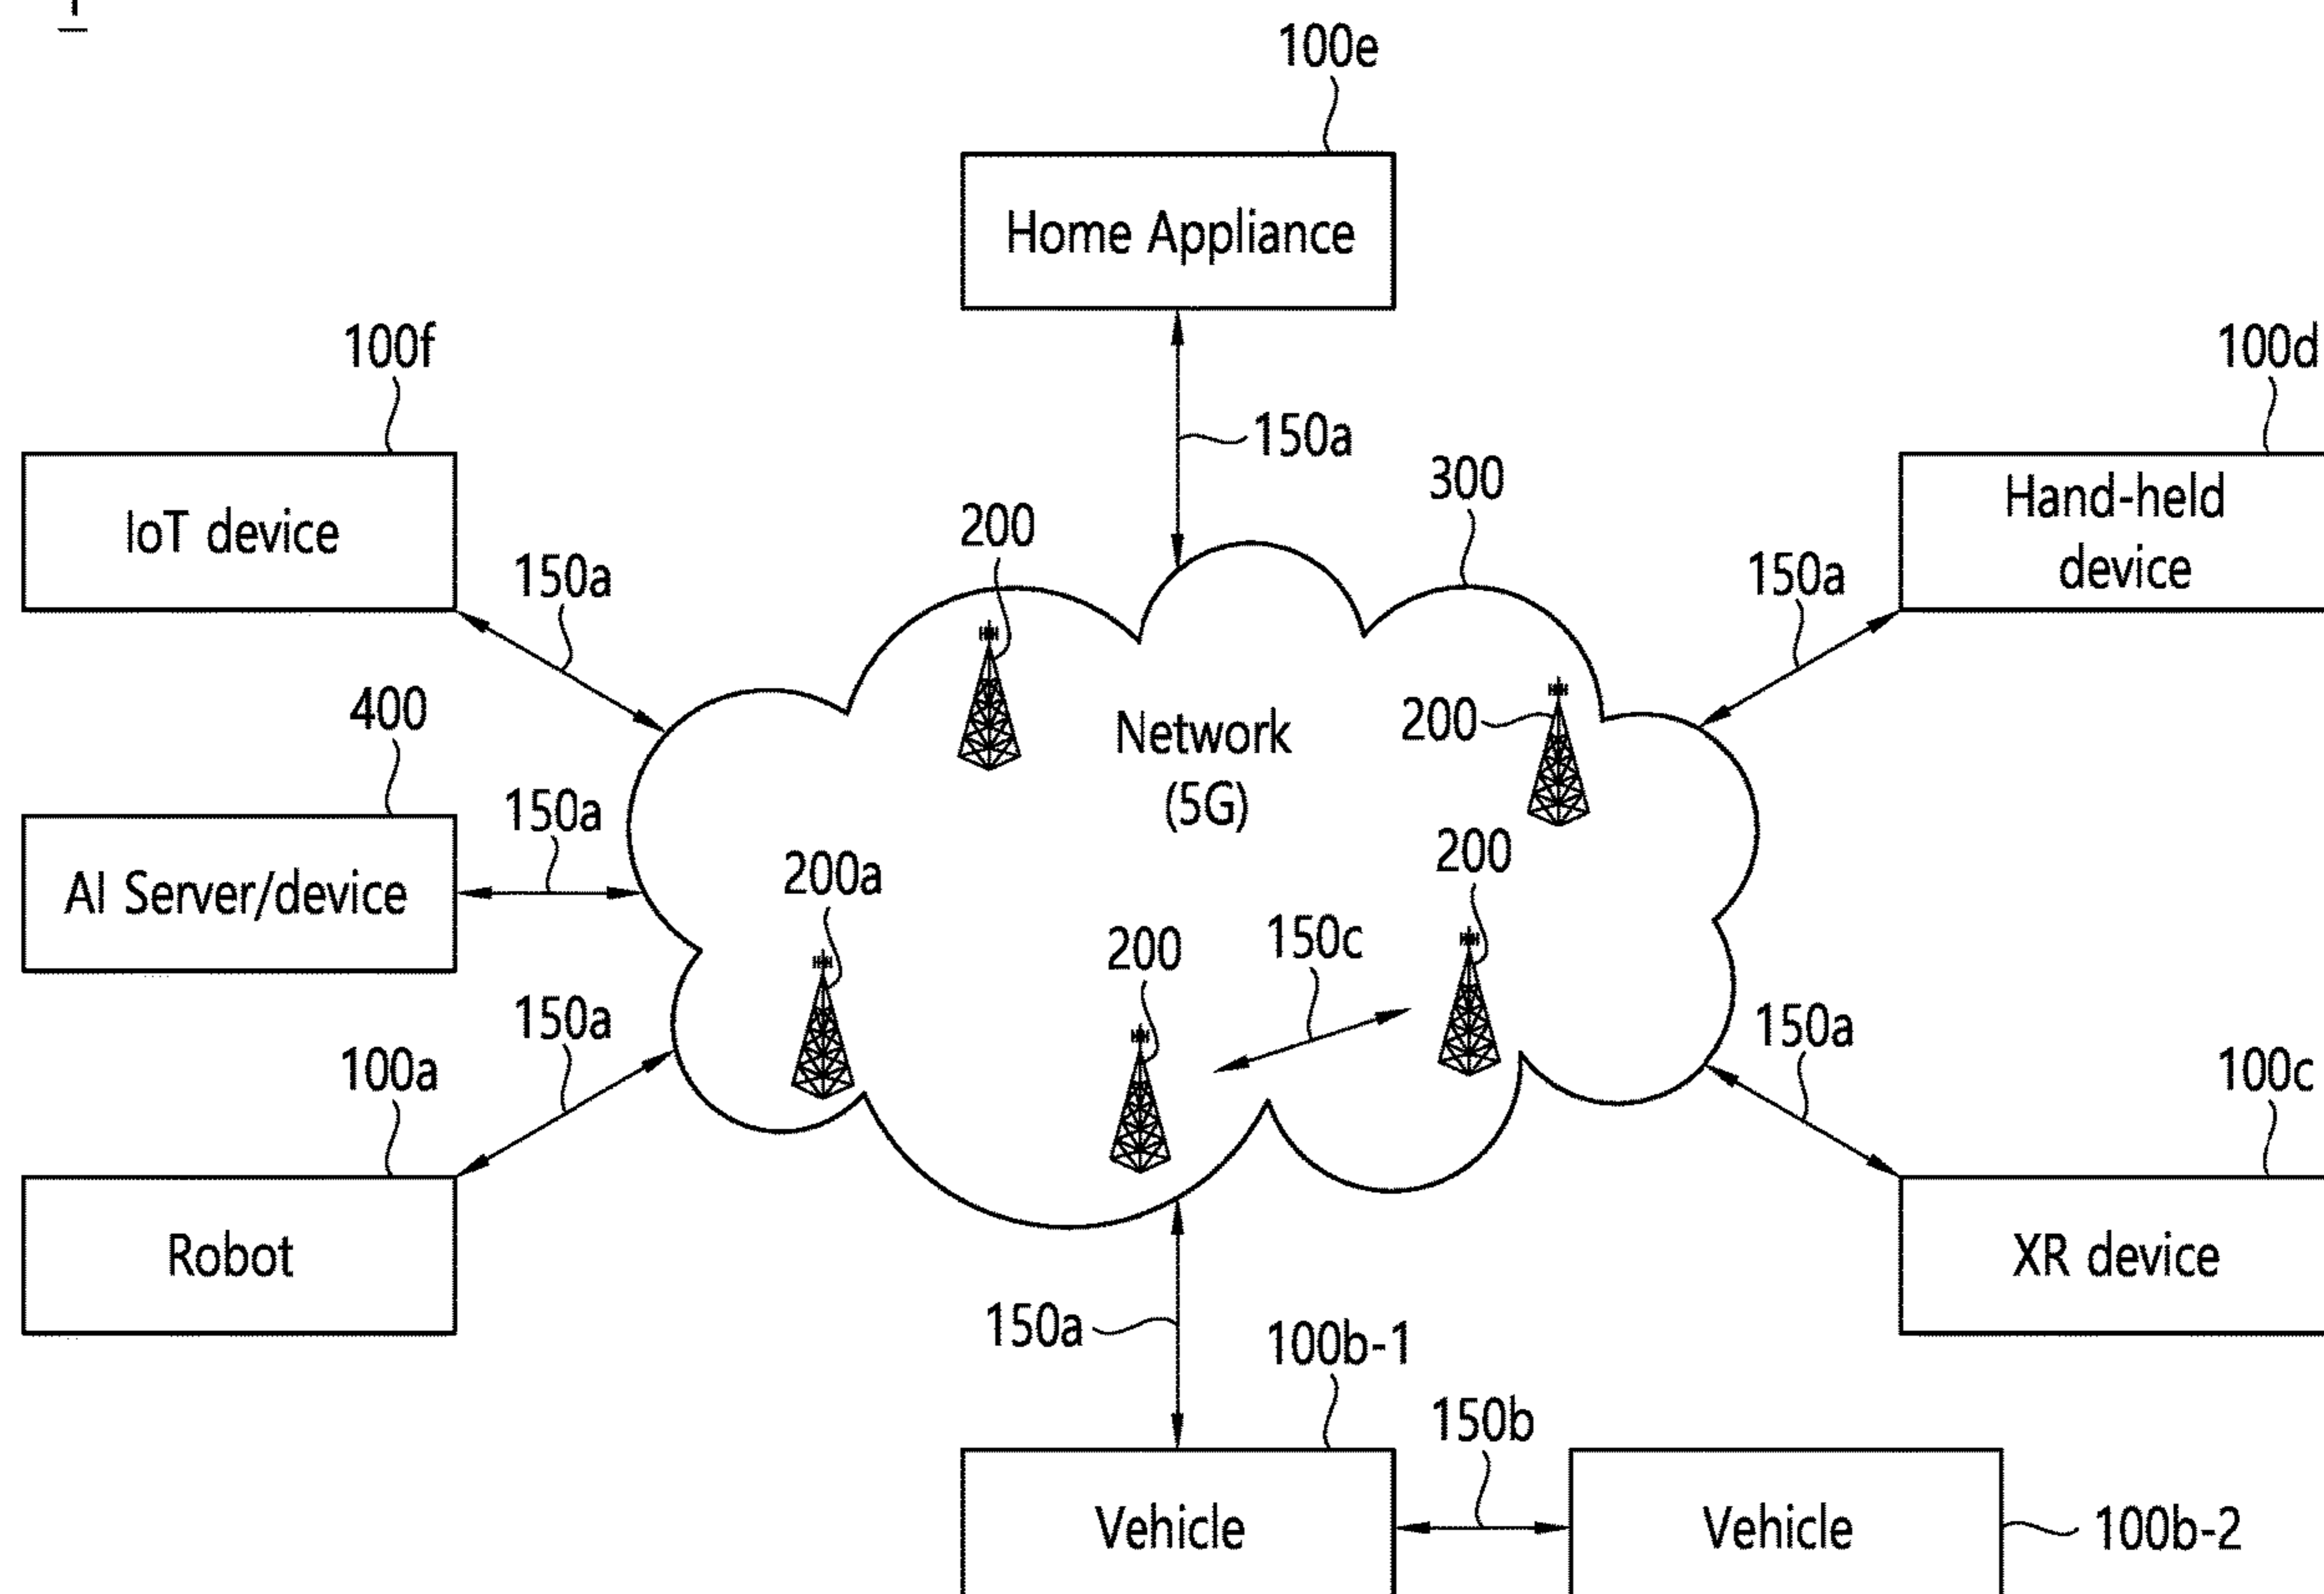 1
100e
Home Appliance
100f
100d
150a
300
IoT device
Hand-held
device
200
150a
150a
400
Network
(5G)
200
150a
200
AI Server/device
200a
200
150c
150a
150a
100a
100c
Robot
XR device
150a
100b-1
150b
Vehicle
Vehicle
100b-2